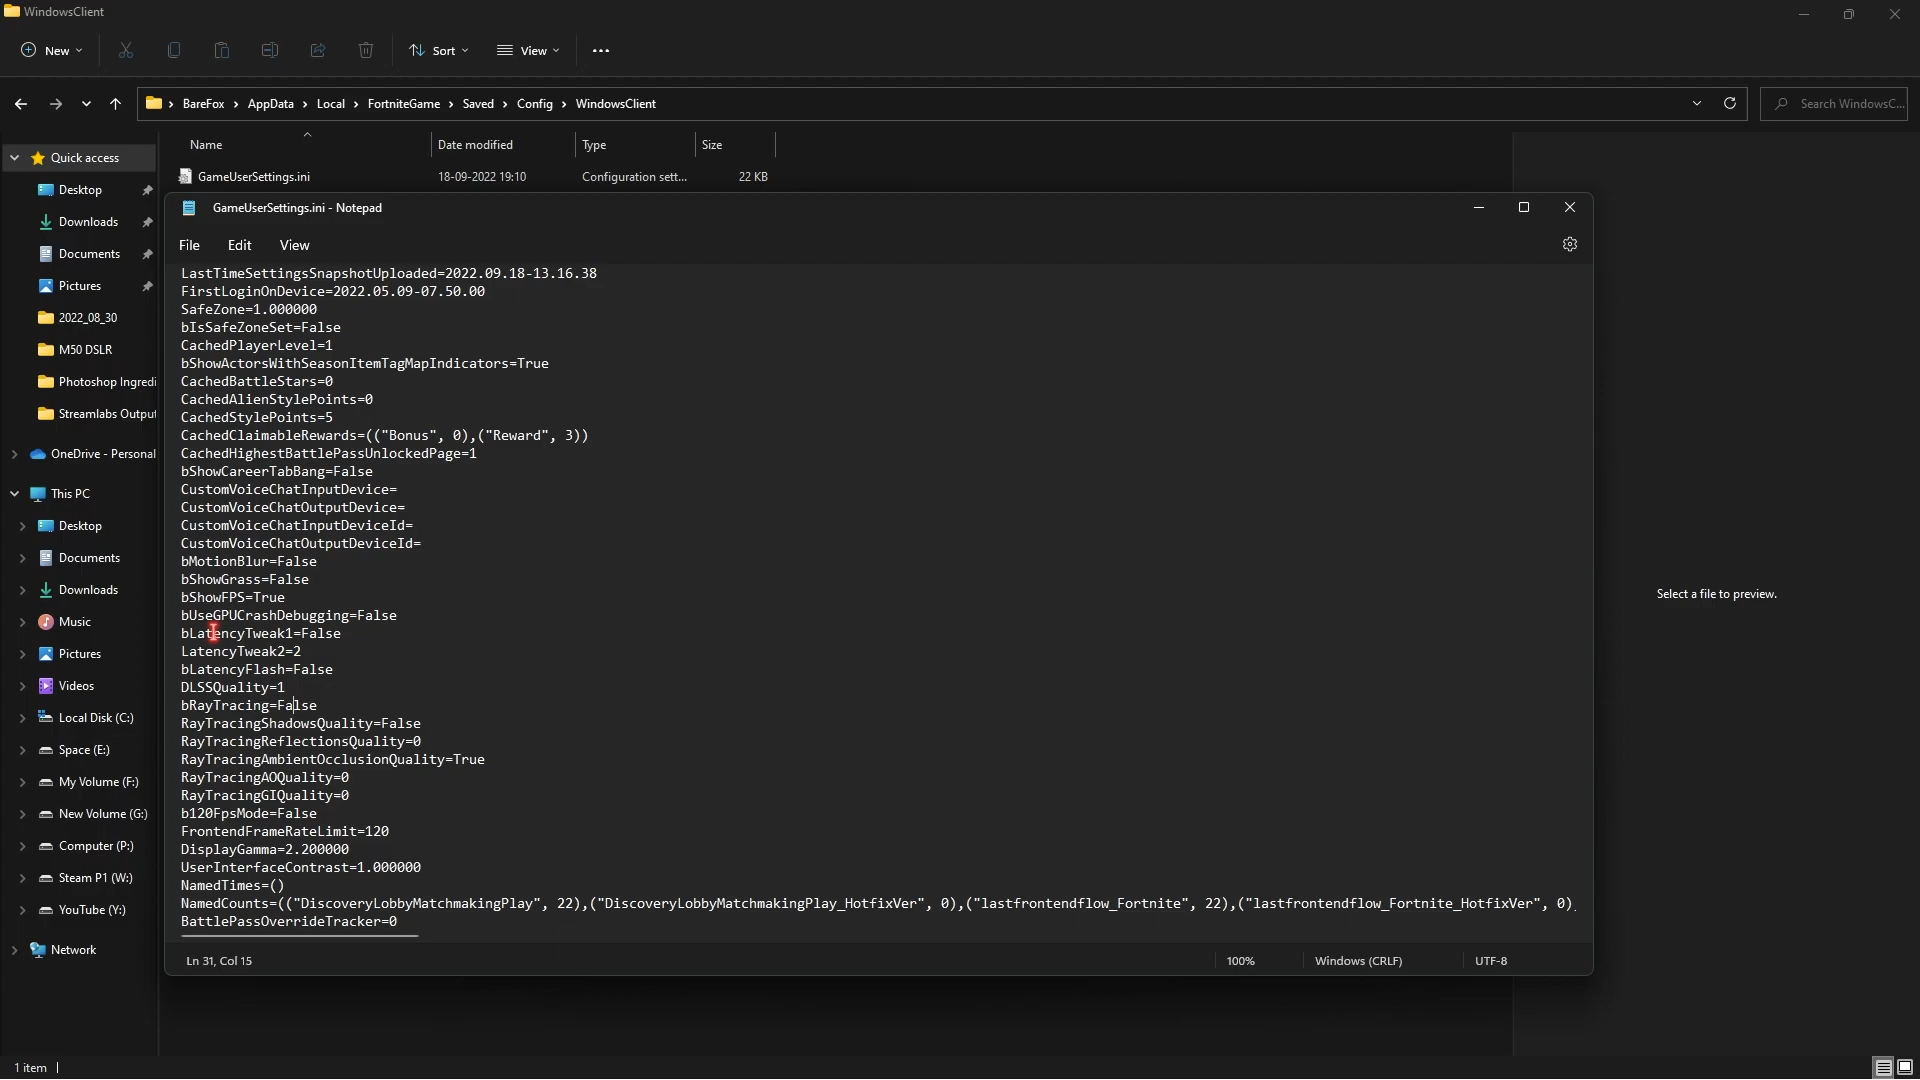 WindowsClient
New
Sort
View
BareFox > AppData > Local > FortniteGame > Saved > Config > WindowsClient
Search WindowsC...
Name
Date modified
Type
Size
GameUserSettings.ini
18-09-2022 19:10
Configuration sett...
22 KB
Quick access
Desktop
Downloads
Documents
Pictures
2022_08_30
M50 DSLR
Photoshop Ingredi
Streamlabs Output
OneDrive - Personal
This PC
Desktop
Documents
Downloads
Music
Pictures
Videos
Local Disk (C:)
Space (E:)
My Volume (F:)
New Volume (G:)
Computer (P:)
Steam P1 (W:)
YouTube (Y:)
Network
GameUserSettings.ini - Notepad
File
Edit
View
LastTimeSettingsSnapshotUploaded=2022.09.18-13.16.38
FirstLoginOnDevice=2022.05.09-07.50.00
SafeZone=1.000000
bIsSafeZoneSet=False
CachedPlayerLevel=1
bShowActorsWithSeasonItemTagMapIndicators=True
CachedBattleStars=0
CachedAlienStylePoints=0
CachedStylePoints=5
CachedClaimableRewards=(("Bonus", 0),("Reward", 3))
CachedHighestBattlePassUnlockedPage=1
bShowCareerTabBang=False
CustomVoiceChatInputDevice=
CustomVoiceChatOutputDevice=
CustomVoiceChatInputDeviceId=
CustomVoiceChatOutputDeviceId=
bMotionBlur=False
bShowGrass=False
bShowFPS=True
bUseGPUCrashDebugging=False
bLatencyTweak1=False
LatencyTweak2=2
bLatencyFlash=False
DLSSQuality=1
bRayTracing=False
RayTracingShadowsQuality=False
RayTracingReflectionsQuality=0
RayTracingAmbientOcclusionQuality=True
RayTracingAOQuality=0
RayTracingGIQuality=0
b120FpsMode=False
FrontendFrameRateLimit=120
DisplayGamma=2.200000
UserInterfaceContrast=1.000000
NamedTimes=()
NamedCounts=(("DiscoveryLobbyMatchmakingPlay", 22),("DiscoveryLobbyMatchmakingPlay_HotfixVer", 0),("lastfrontendflow_Fortnite", 22),("lastfrontendflow_Fortnite_HotfixVer", 0)
BattlePassOverrideTracker=0
Ln 31, Col 15
100%
Windows (CRLF)
UTF-8
Select a file to preview.
1 item